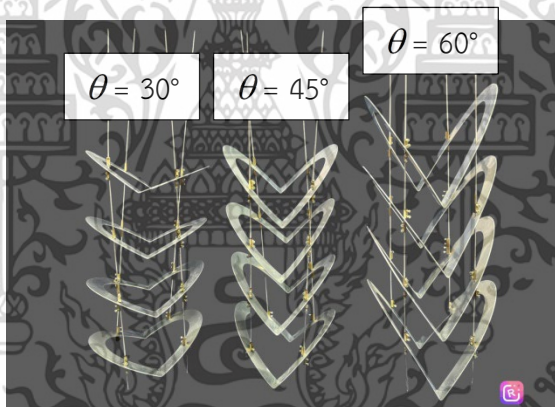 θ = 30°
θ = 45°
θ = 60°
R